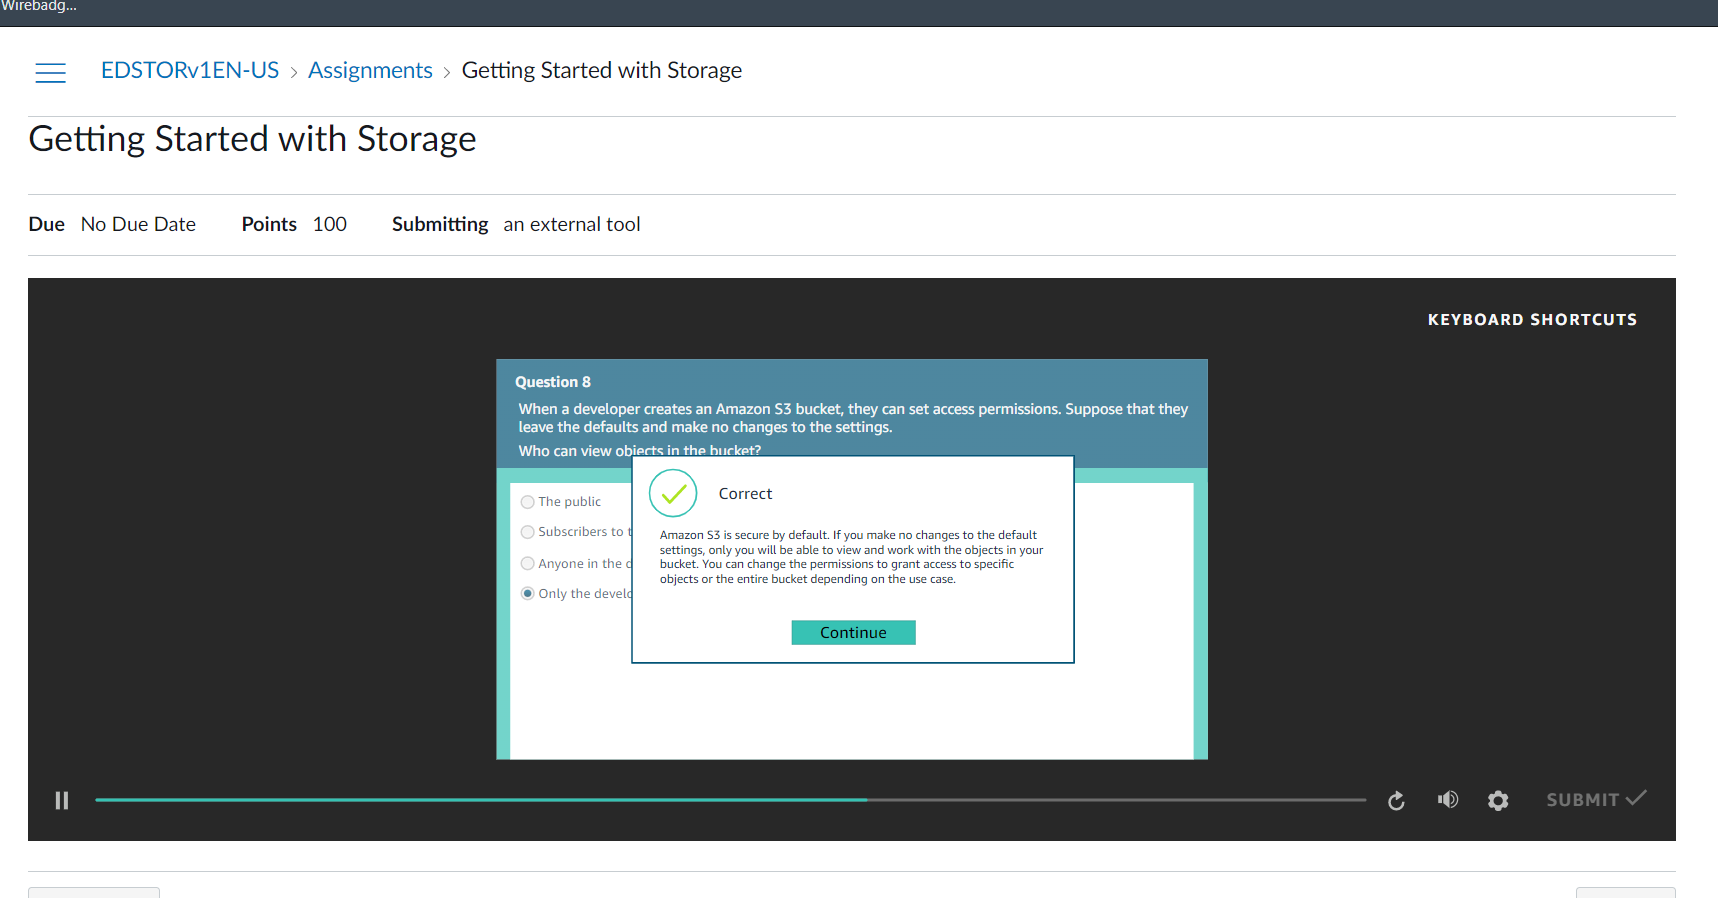 Wirebadg...
EDSTORv1EN-US › Assignments › Getting Started with Storage
Getting Started with Storage
Due No Due Date Points 100 Submitting an external tool
KEYBOARD SHORTCUTS
Question 8
When a developer creates an Amazon S3 bucket, they can set access permissions. Suppose that they
leave the defaults and make no changes to the settings.
Who can view objects in the bucket?
Correct
Amazon S3 is secure by default. If you make no changes to the default
settings, only you will be able to view and work with the objects in your
bucket. You can change the permissions to grant access to specific
objects or the entire bucket depending on the use case.
Continue
The public
Subscribers to t
Anyone in the d
Only the develo
SUBMIT